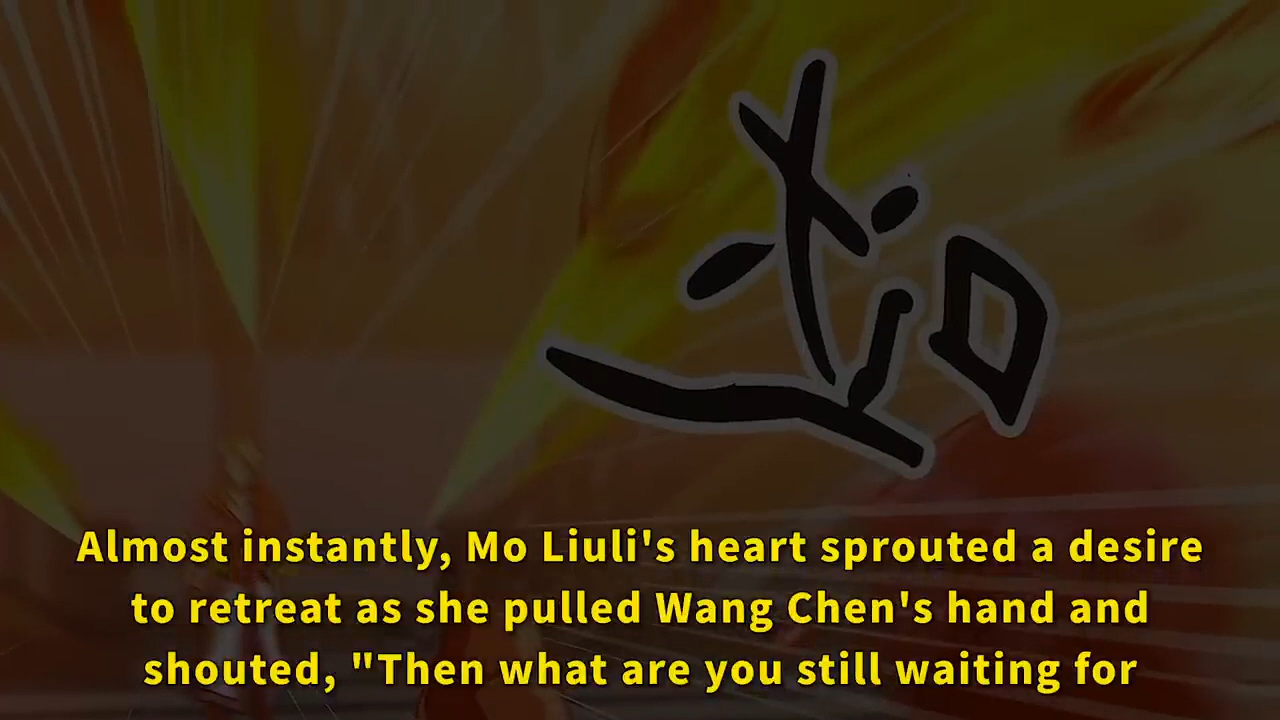 Almost instantly, Mo Liuli's heart sprouted a desire
to retreat as she pulled Wang Chen's hand and
shouted, "Then what are you still waiting for